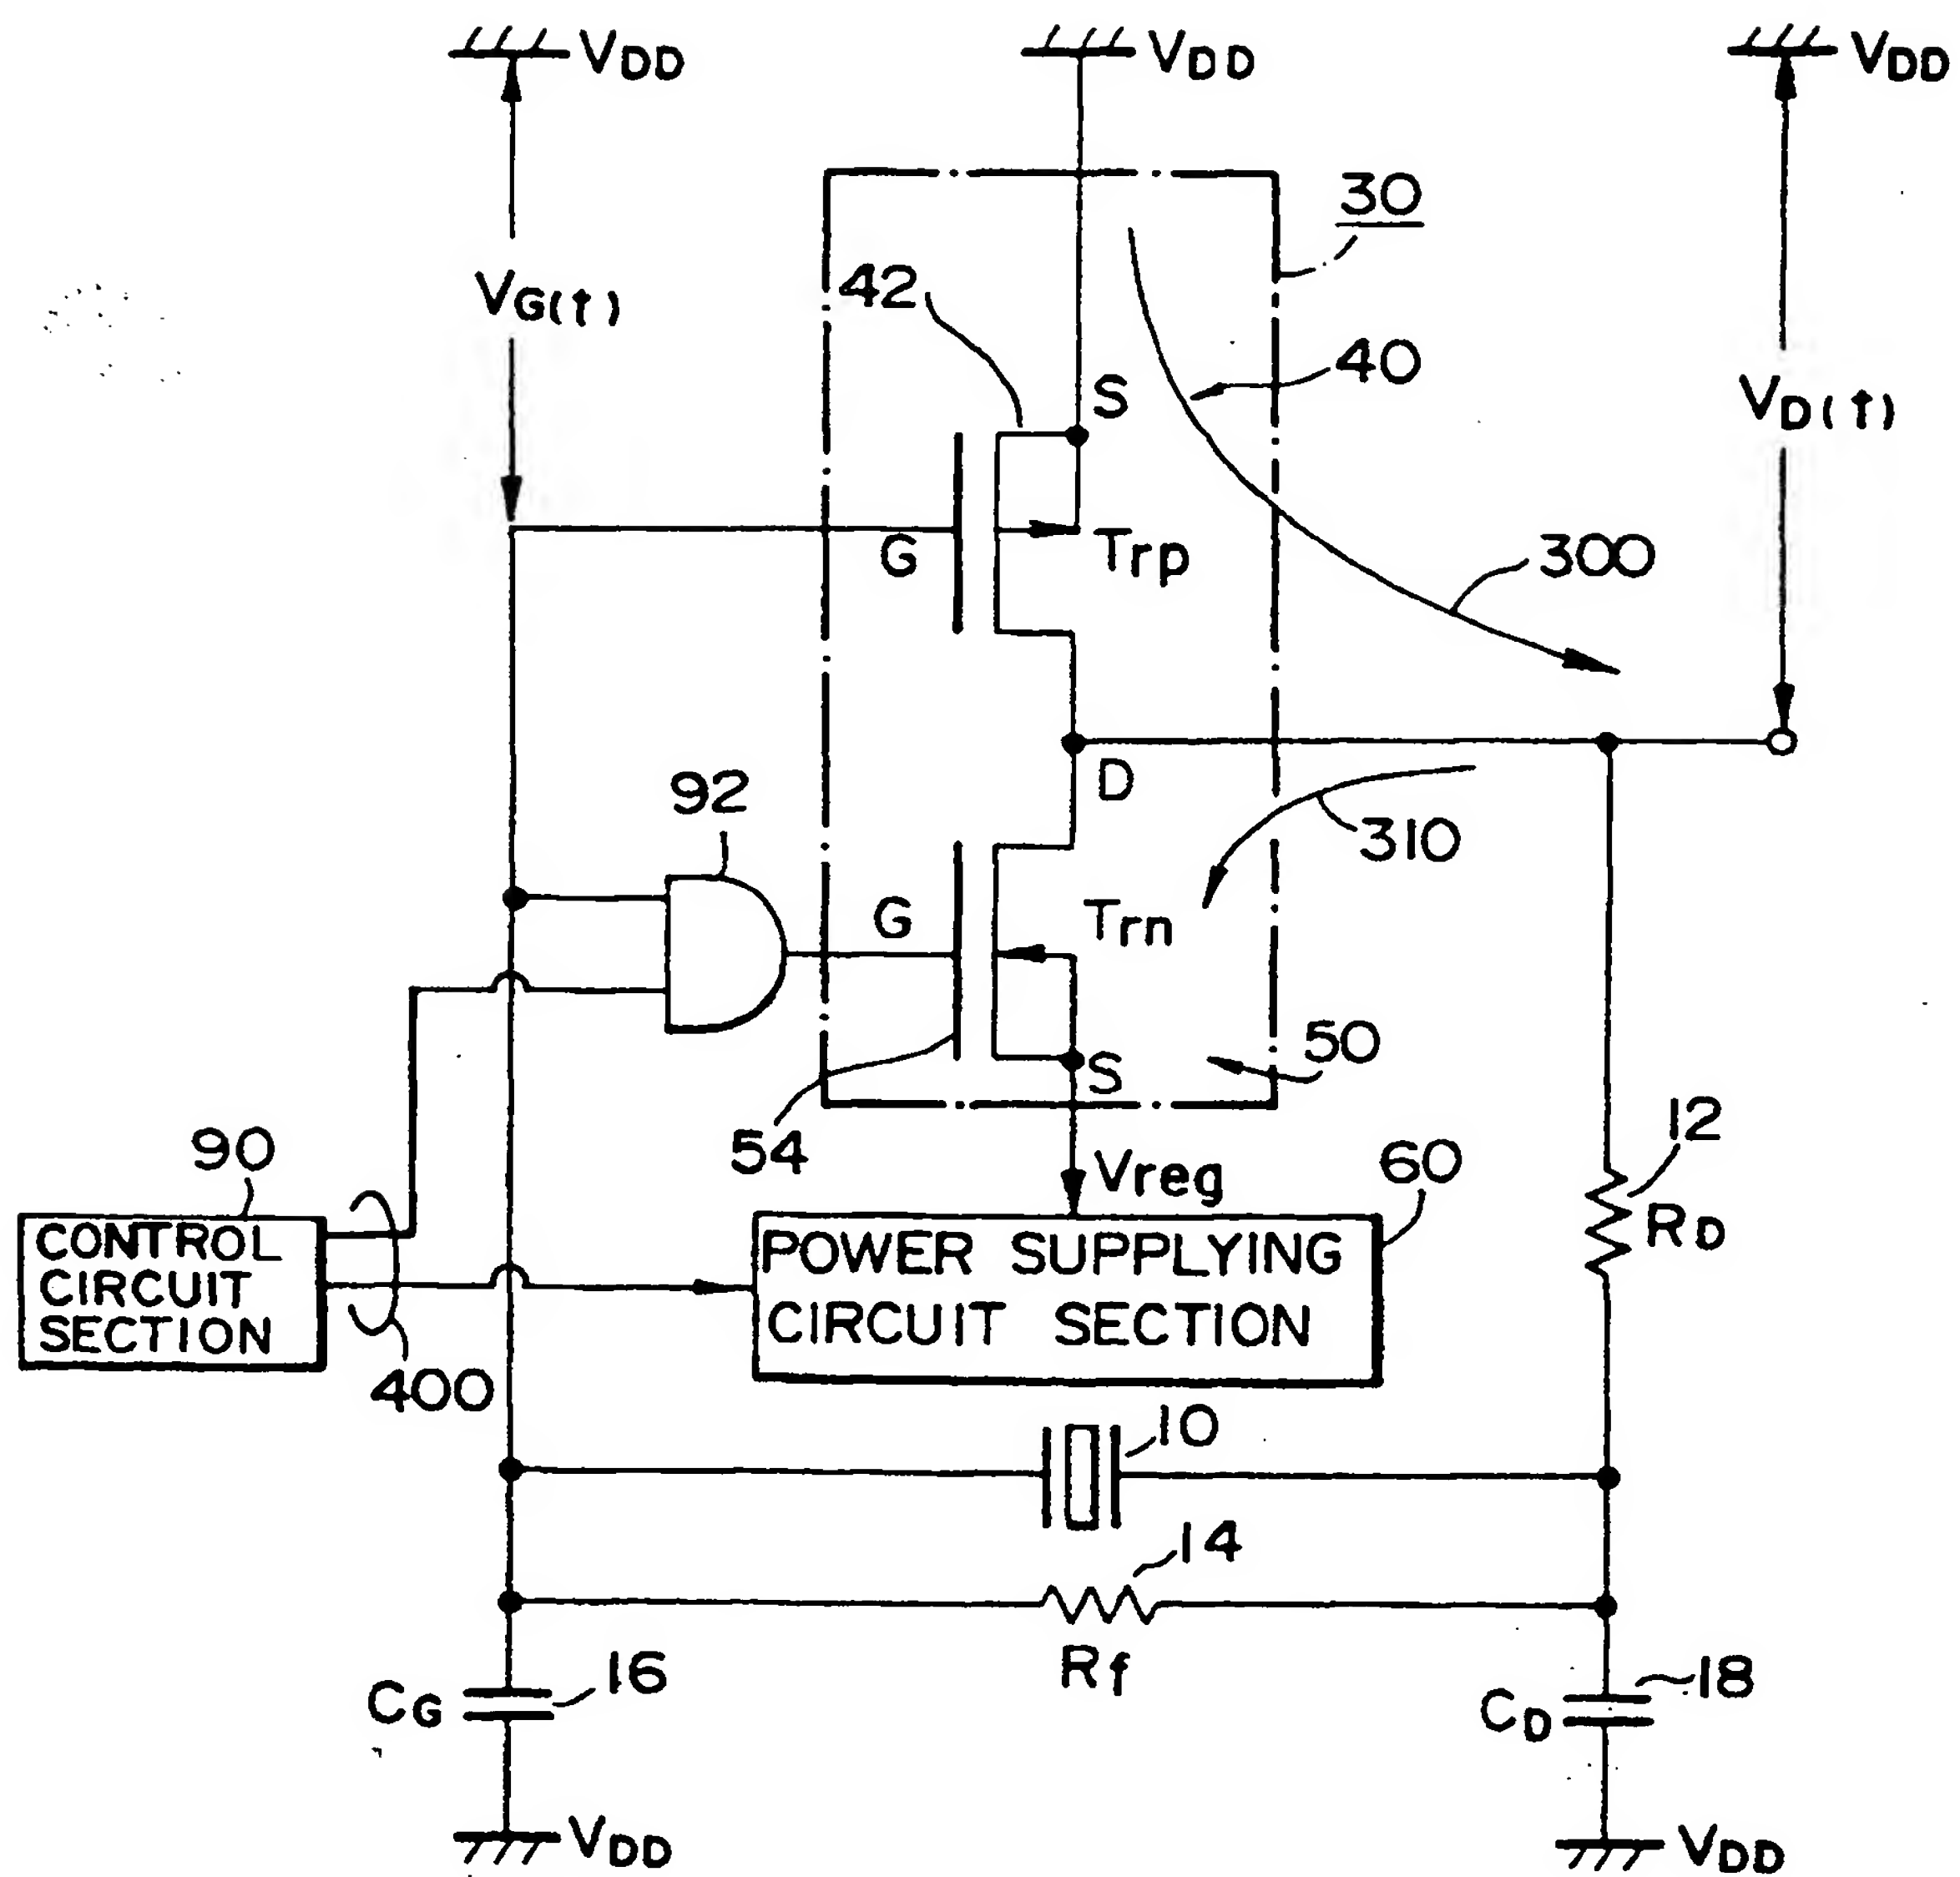 VDD
VDD
VDD
30
42
VG(t)
40
S
VD(t)
G
Trp
300
92
D
310
G
Trn
50
S
54
12
90
Vreg
60
RD
CONTROL
CIRCUIT
SECTION
POWER SUPPLYING
CIRCUIT SECTION
400
10
14
Rf
16
CG
18
CD
VDD
VDD